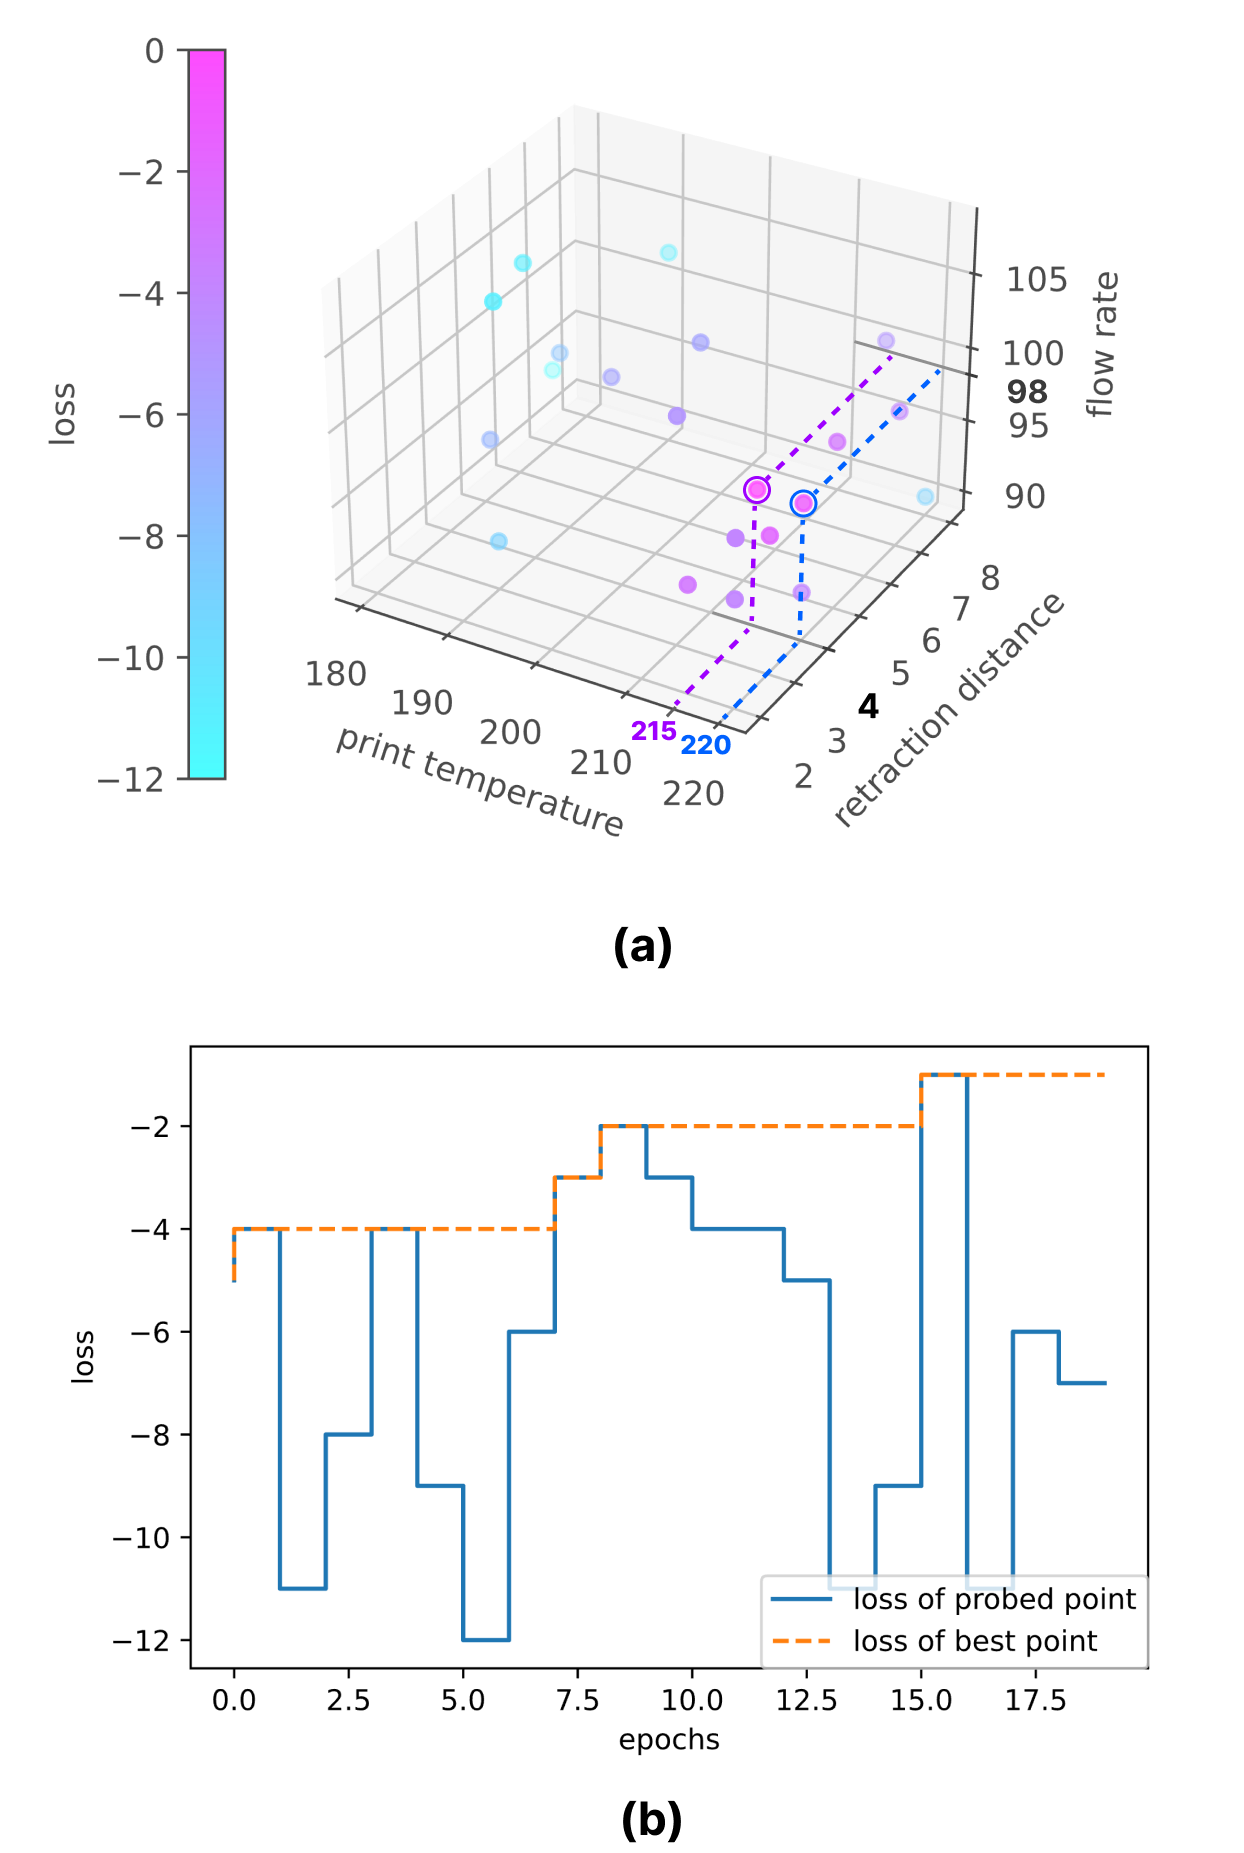 0
−2
−4
−6
−8
−10
−12
loss
105
100
98
95
90
flow rate
180
190
200
210
220
215
220
print temperature
2
3
4
5
6
7
8
retraction distance
(a)
−2
−4
−6
−8
−10
−12
loss
loss of probed point
loss of best point
0.0 2.5 5.0 7.5 10.0 12.5 15.0 17.5
epochs
(b)